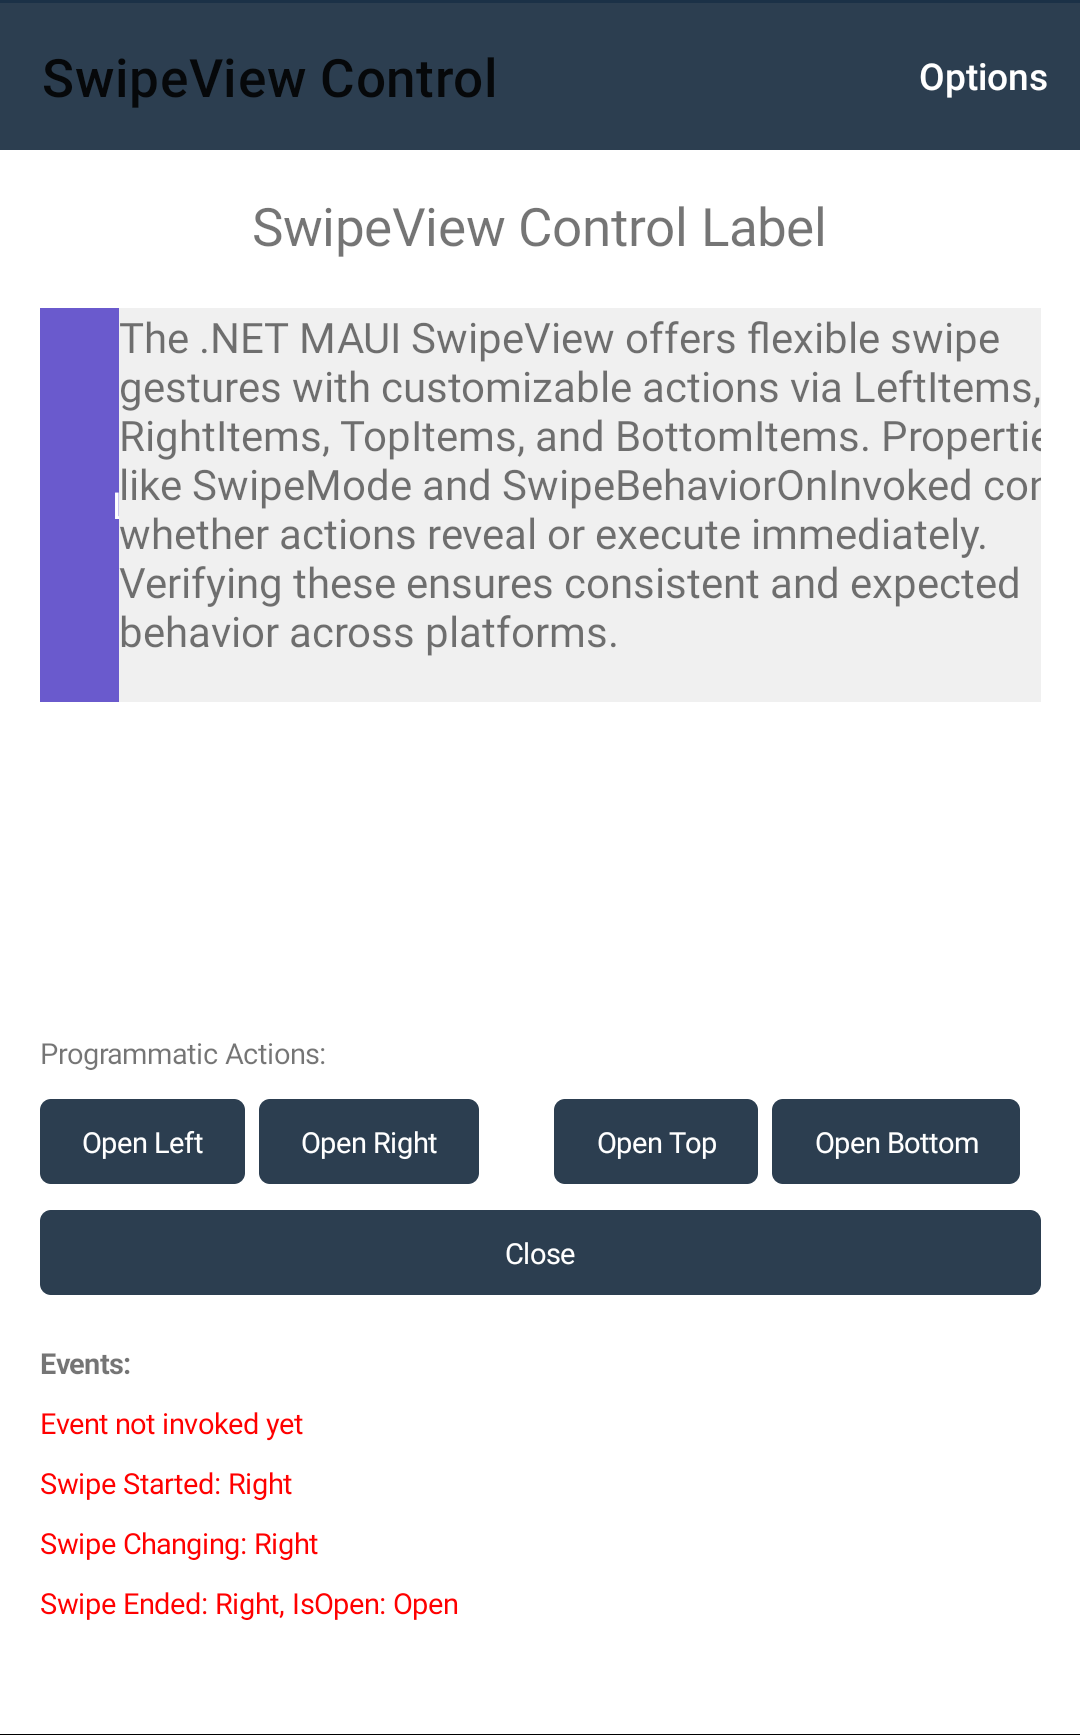 SwipeView Control
Options
SwipeView Control Label
The .NET MAUI SwipeView offers flexible swipe
gestures with customizable actions via LeftItems,
RightItems, TopItems, and BottomItems. Propertie
like SwipeMode and SwipeBehaviorOnInvoked con
whether actions reveal or execute immediately.
Verifying these ensures consistent and expected
behavior across platforms.
Programmatic Actions:
Open Left
Open Right
Open Top
Open Bottom
Close
Events:
Event not invoked yet
Swipe Started: Right
Swipe Changing: Right
Swipe Ended: Right, IsOpen: Open